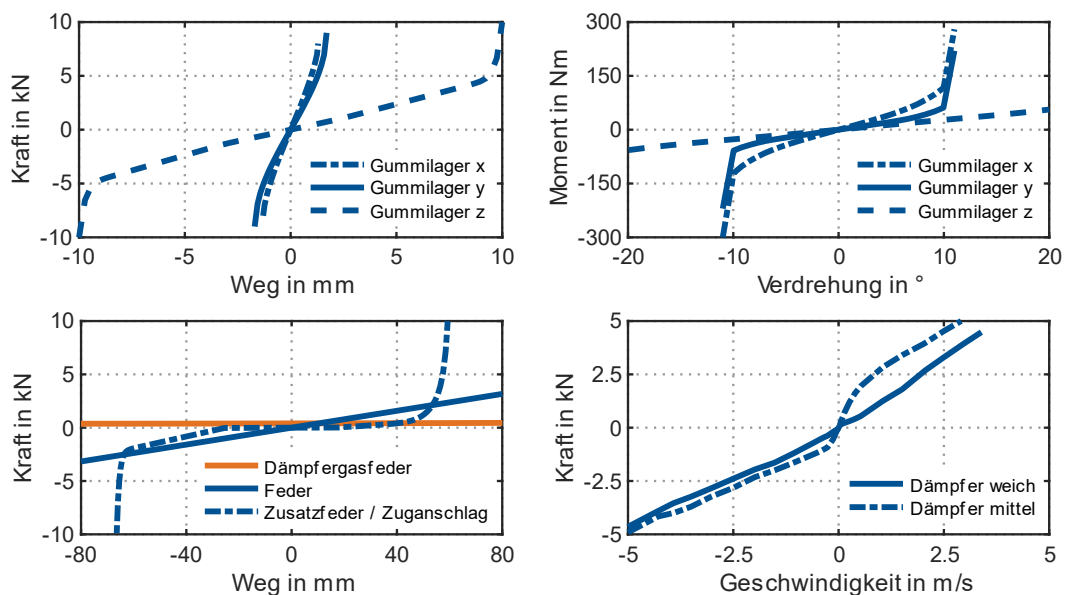 10
5
0
-5
-10
Kraft in kN
-10
-5
0
5
10
Weg in mm
Gummilager x
Gummilager y
Gummilager z
300
150
0
-150
-300
Moment in Nm
-20
-10
0
10
20
Verdrehung in °
Gummilager x
Gummilager y
Gummilager z
10
5
0
-5
-10
Kraft in kN
-80
-40
0
40
80
Weg in mm
Dämpfergasfeder
Feder
Zusatzfeder / Zuganschlag
5
2.5
0
-2.5
-5
Kraft in kN
-5
-2.5
0
2.5
5
Geschwindigkeit in m/s
Dämpfer weich
Dämpfer mittel